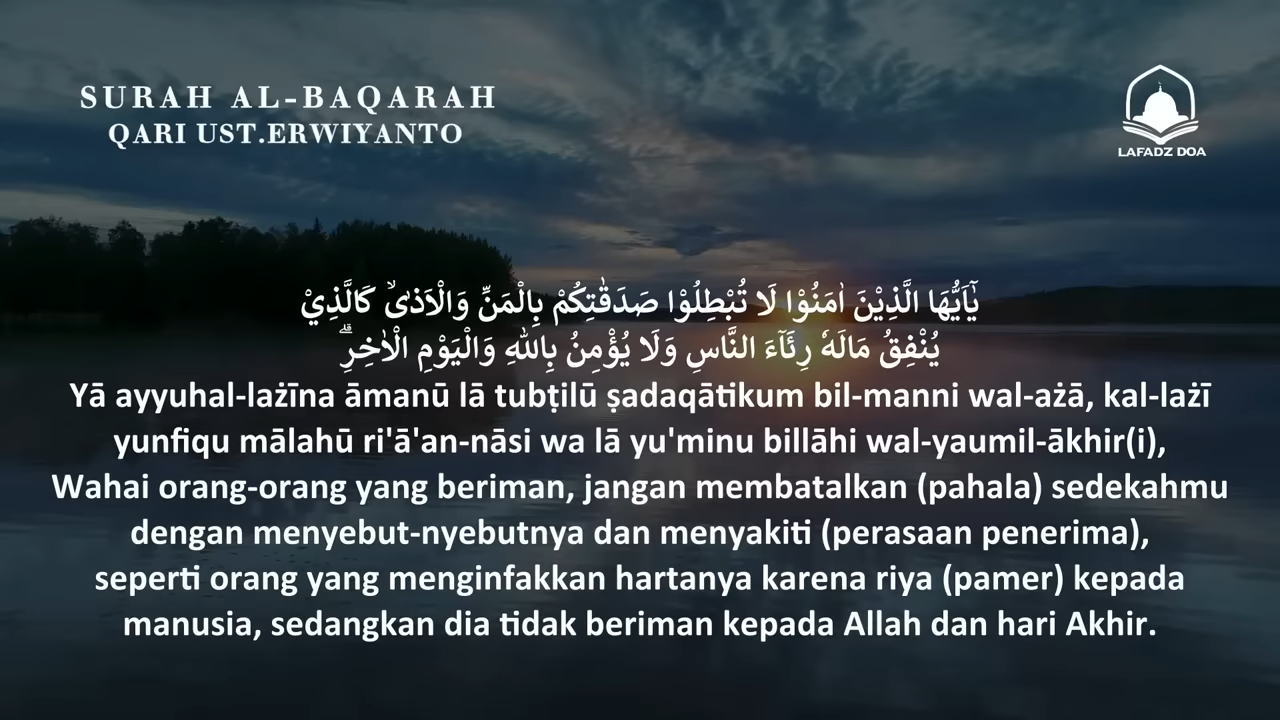 SURAH AL-BAQARAH
QARI UST.ERWIYANTO
LAFADZ DOA
يٰٓاَيُّهَا الَّذِيْنَ اٰمَنُوْا لَا تُبْطِلُوْا صَدَقٰتِكُمْ بِالْمَنِّ وَالْاَذٰىۙ كَالَّذِيْ
يُنْفِقُ مَالَهٗ رِئَاۤءَ النَّاسِ وَلَا يُؤْمِنُ بِاللّٰهِ وَالْيَوْمِ الْاٰخِرِۗ
Yā ayyuhal-lażīna āmanū lā tubṭilū ṣadaqātikum bil-manni wal-ażā, kal-lażī
yunfiqu mālahū ri'ā'an-nāsi wa lā yu'minu billāhi wal-yaumil-ākhir(i),
Wahai orang-orang yang beriman, jangan membatalkan (pahala) sedekahmu
dengan menyebut-nyebutnya dan menyakiti (perasaan penerima),
seperti orang yang menginfakkan hartanya karena riya (pamer) kepada
manusia, sedangkan dia tidak beriman kepada Allah dan hari Akhir.